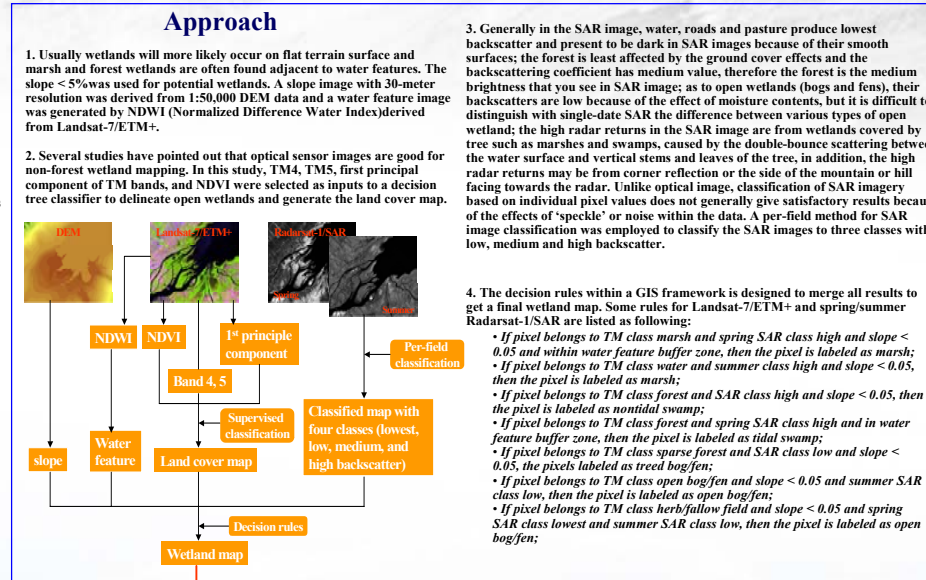 Approach
1. Usually wetlands will more likely occur on flat terrain surface and
marsh and forest wetlands are often found adjacent to water features. The
slope < 5%was used for potential wetlands. A slope image with 30-meter
resolution was derived from 1:50,000 DEM data and a water feature image
was generated by NDWI (Normalized Difference Water Index)derived
from Landsat-7/ETM+.
2. Several studies have pointed out that optical sensor images are good for
non-forest wetland mapping. In this study, TM4, TM5, first principal
component of TM bands, and NDVI were selected as inputs to a decision
tree classifier to delineate open wetlands and generate the land cover map.
DEM
Landsat-7/ETM+
Radarsat-1/SAR
Spring
Summer
NDWI
NDVI
1st principle
component
Band 4, 5
Per-field
classification
Supervised
classification
Classified map with
four classes (lowest,
low, medium, and
high backscatter)
slope
Water
feature
Land cover map
Decision rules
Wetland map
3. Generally in the SAR image, water, roads and pasture produce lowest
backscatter and present to be dark in SAR images because of their smooth
surfaces; the forest is least affected by the ground cover effects and the
backscattering coefficient has medium value, therefore the forest is the medium
brightness that you see in SAR image; as to open wetlands (bogs and fens), their
backscatters are low because of the effect of moisture contents, but it is difficult to
distinguish with single-date SAR the difference between various types of open
wetland; the high radar returns in the SAR image are from wetlands covered by
tree such as marshes and swamps, caused by the double-bounce scattering betwe
the water surface and vertical stems and leaves of the tree, in addition, the high
radar returns may be from corner reflection or the side of the mountain or hill
facing towards the radar. Unlike optical image, classification of SAR imagery
based on individual pixel values does not generally give satisfactory results becau
of the effects of 'speckle' or noise within the data. A per-field method for SAR
image classification was employed to classify the SAR images to three classes with
low, medium and high backscatter.
4. The decision rules within a GIS framework is designed to merge all results to
get a final wetland map. Some rules for Landsat-7/ETM+ and spring/summer
Radarsat-1/SAR are listed as following:
• If pixel belongs to TM class marsh and spring SAR class high and slope <
0.05 and within water feature buffer zone, then the pixel is labeled as marsh;
• If pixel belongs to TM class water and summer class high and slope < 0.05,
then the pixel is labeled as marsh;
• If pixel belongs to TM class forest and SAR class high and slope < 0.05, then
the pixel is labeled as nontidal swamp;
• If pixel belongs to TM class forest and spring SAR class high and in water
feature buffer zone, then the pixel is labeled as tidal swamp;
• If pixel belongs to TM class sparse forest and SAR class low and slope <
0.05, the pixels labeled as treed bog/fen;
• If pixel belongs to TM class open bog/fen and slope < 0.05 and summer SAR
class low, then the pixel is labeled as open bog/fen;
• If pixel belongs to TM class herb/fallow field and slope < 0.05 and spring
SAR class lowest and summer SAR class low, then the pixel is labeled as open
bog/fen;